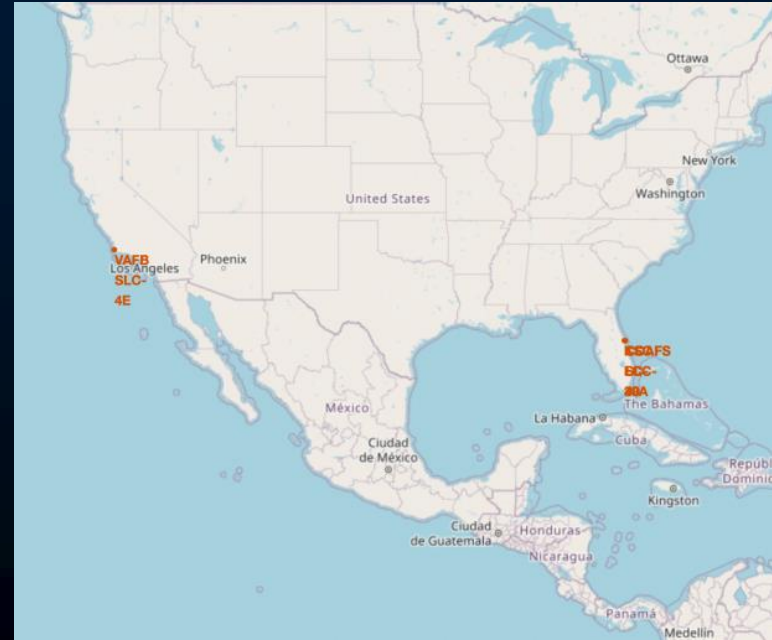 Ottawa
New York
Washington
United States
VAFB
SLC-
4E
Los Angeles
Phoenix
México
La Habana
The Bahamas
Cuba
Ciudad
de México
Kingston
Ciudad
de Guatemala
Honduras
Nicaragua
Panamá
Medellín